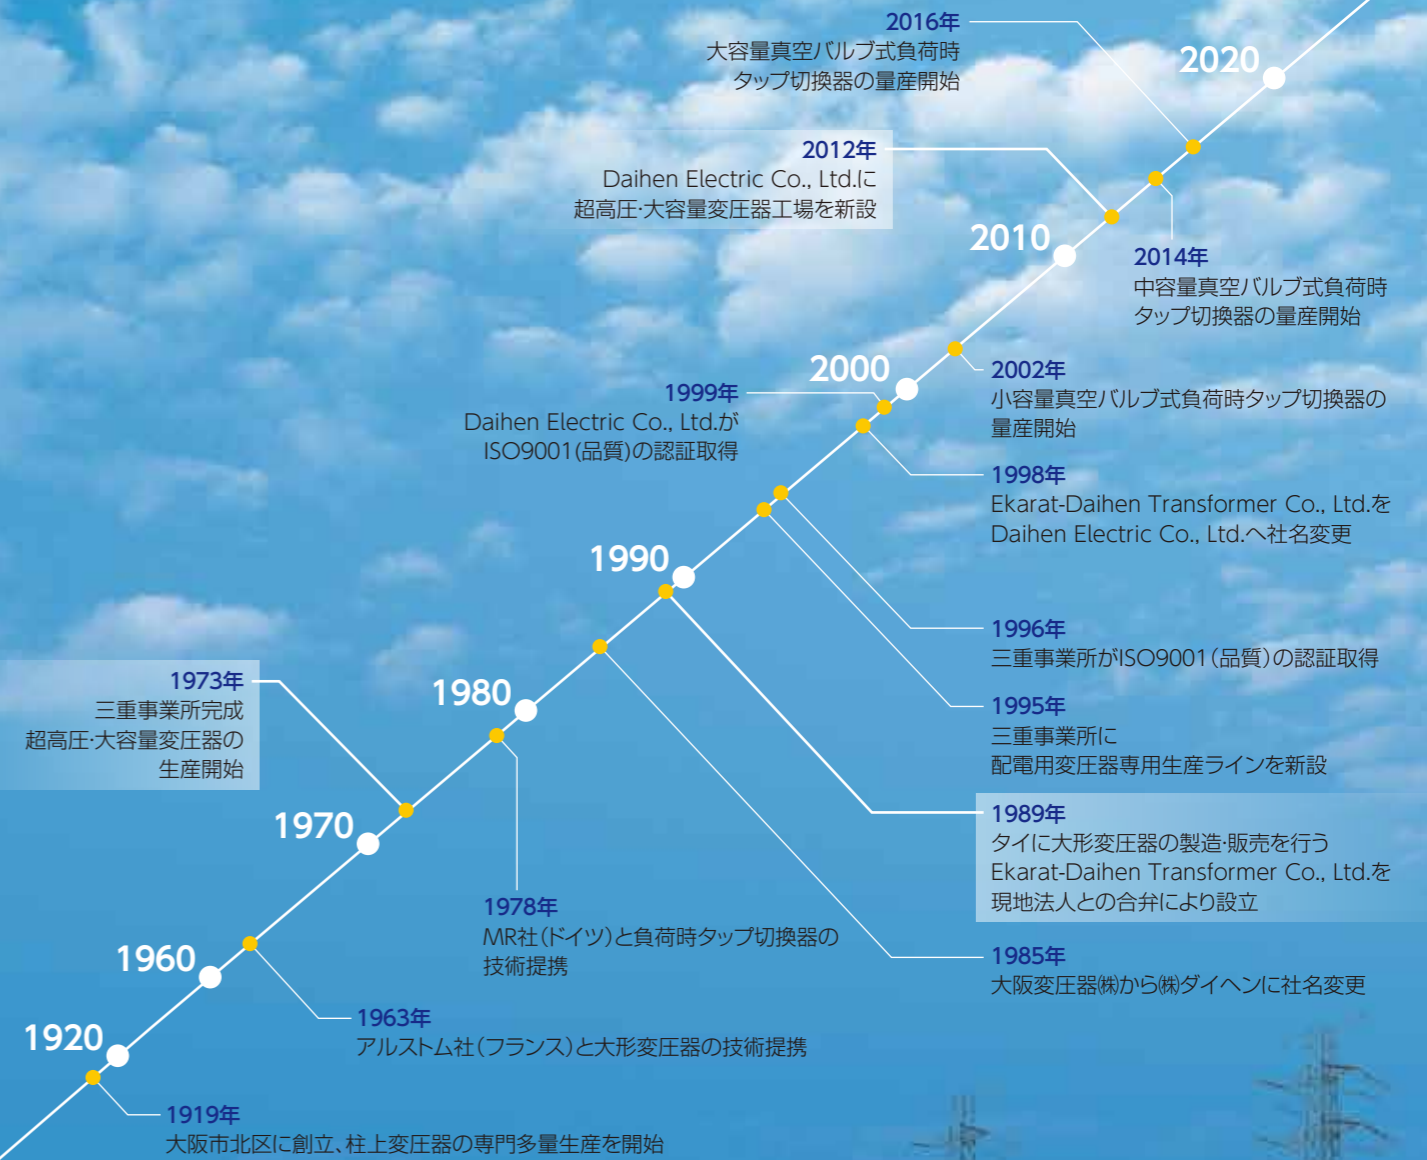 2016年
大容量真空バルブ式負荷時
タップ切換器の量産開始
2020
2012年
Daihen Electric Co., Ltd.に
超高圧・大容量変圧器工場を新設
2010
2014年
中容量真空バルブ式負荷時
タップ切換器の量産開始
2000
2002年
小容量真空バルブ式負荷時タップ切換器の
量産開始
1999年
Daihen Electric Co., Ltd.が
ISO9001(品質)の認証取得
1998年
Ekarat-Daihen Transformer Co., Ltd.を
Daihen Electric Co., Ltd.へ社名変更
1990
1996年
三重事業所がISO9001(品質)の認証取得
1995年
三重事業所に
配電用変圧器専用生産ラインを新設
1973年
三重事業所完成
超高圧・大容量変圧器の
生産開始
1980
1989年
タイに大形変圧器の製造・販売を行う
Ekarat-Daihen Transformer Co., Ltd.を
現地法人との合弁により設立
1970
1978年
MR社(ドイツ)と負荷時タップ切換器の
技術提携
1985年
大阪変圧器㈱から㈱ダイヘンに社名変更
1960
1963年
アルストム社(フランス)と大形変圧器の技術提携
1920
1919年
大阪市北区に創立、柱上変圧器の専門多量生産を開始